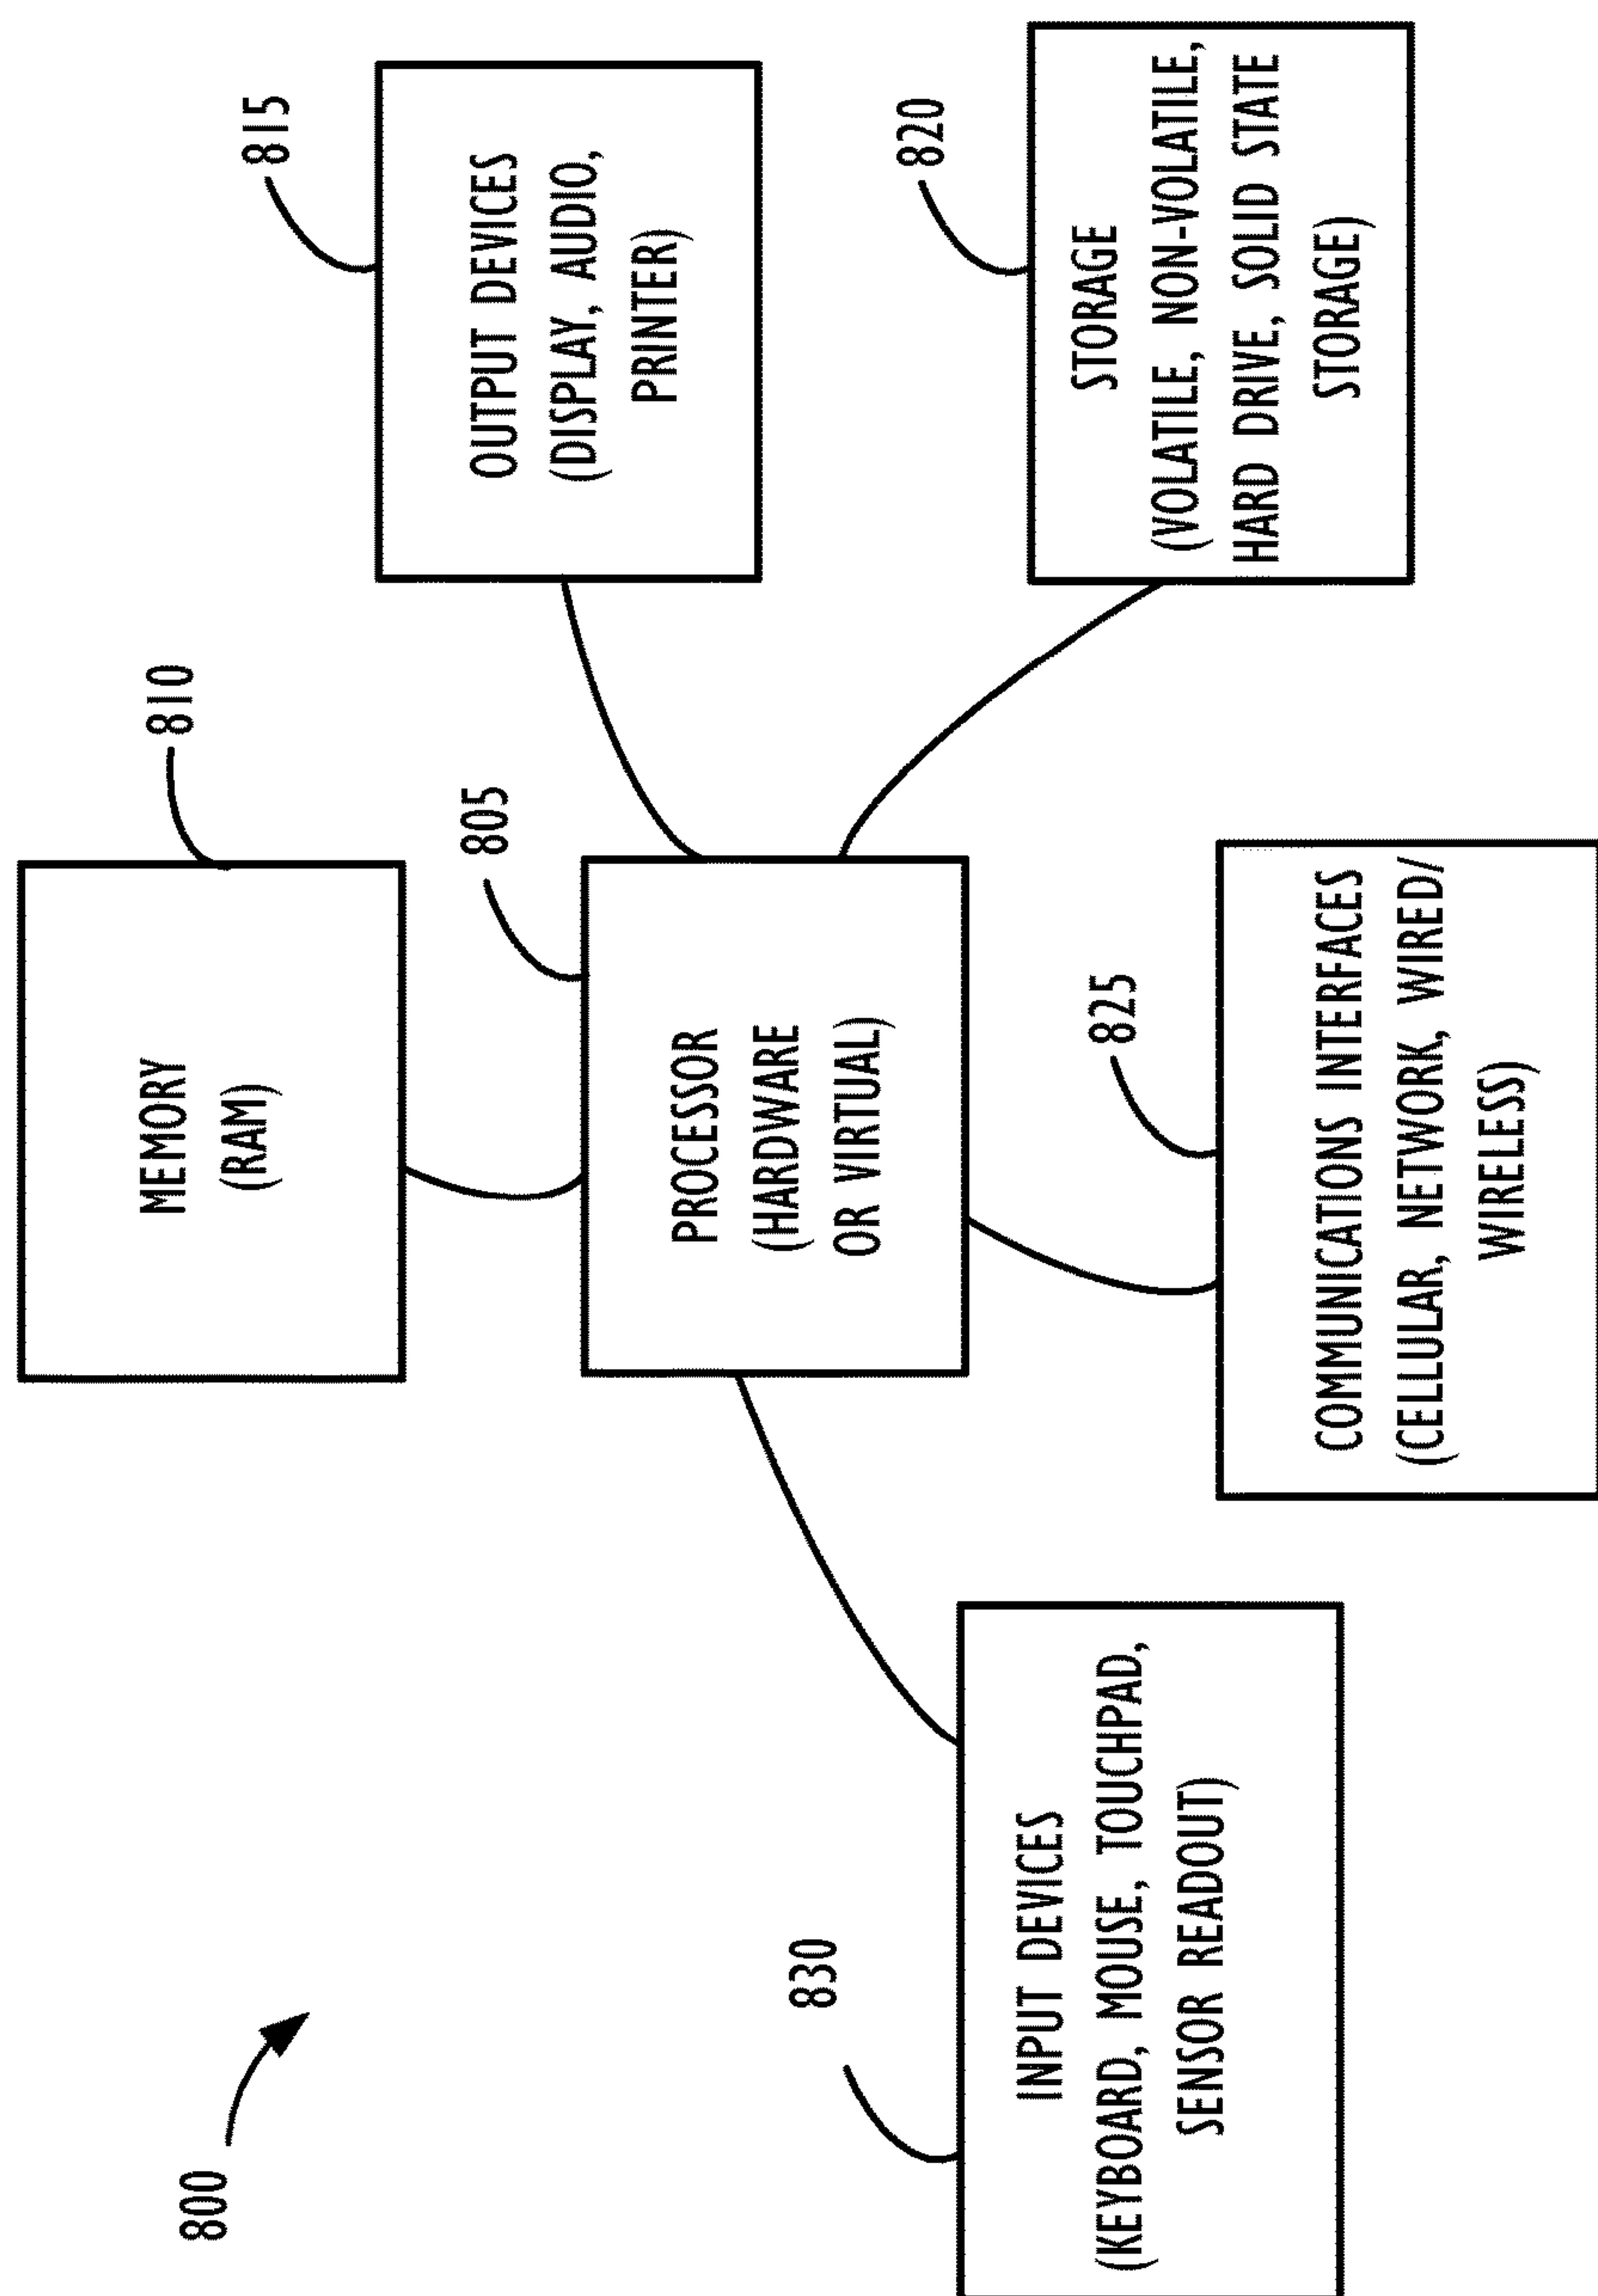 800
810
MEMORY
(RAM)
815
OUTPUT DEVICES
(DISPLAY, AUDIO,
PRINTER)
805
PROCESSOR
(HARDWARE
OR VIRTUAL)
830
INPUT DEVICES
(KEYBOARD, MOUSE, TOUCHPAD,
SENSOR READOUT)
825
COMMUNICATIONS INTERFACES
(CELLULAR, NETWORK, WIRED/
WIRELESS)
820
STORAGE
(VOLATILE, NON-VOLATILE,
HARD DRIVE, SOLID STATE
STORAGE)